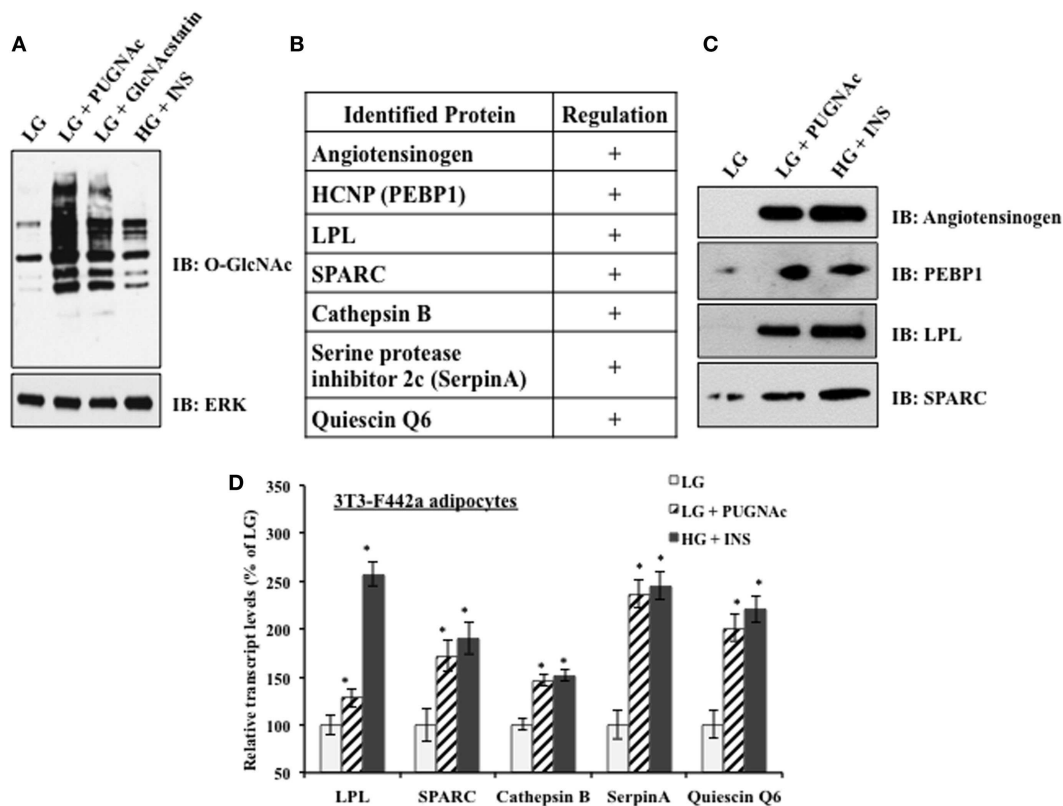 A
LG
LG + PUGNAc
LG + GlcNAcstatin
HG + INS
IB: O-GlcNAc
IB: ERK
B
Identified Protein Regulation
Angiotensinogen +
HCNP (PEBP1) +
LPL +
SPARC +
Cathepsin B +
Serine protease
inhibitor 2c (SerpinA) +
Quiescin Q6 +
C
LG
LG + PUGNAc
HG + INS
IB: Angiotensinogen
IB: PEBP1
IB: LPL
IB: SPARC
D
3T3-F442a adipocytes
LG
LG + PUGNAc
HG + INS
Relative transcript levels (% of LG)
350
300
250
200
150
100
50
* * * * * * * * * *
LPL SPARC Cathepsin B SerpinA Quiescin Q6